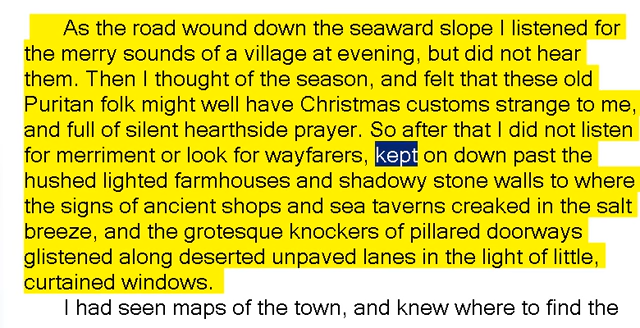 As the road wound down the seaward slope I listened for
the merry sounds of a village at evening, but did not hear
them. Then I thought of the season, and felt that these old
Puritan folk might well have Christmas customs strange to me,
and full of silent hearthside prayer. So after that I did not listen
for merriment or look for wayfarers, kept on down past the
hushed lighted farmhouses and shadowy stone walls to where
the signs of ancient shops and sea taverns creaked in the salt
breeze, and the grotesque knockers of pillared doorways
glistened along deserted unpaved lanes in the light of little,
curtained windows.
I had seen maps of the town, and knew where to find the